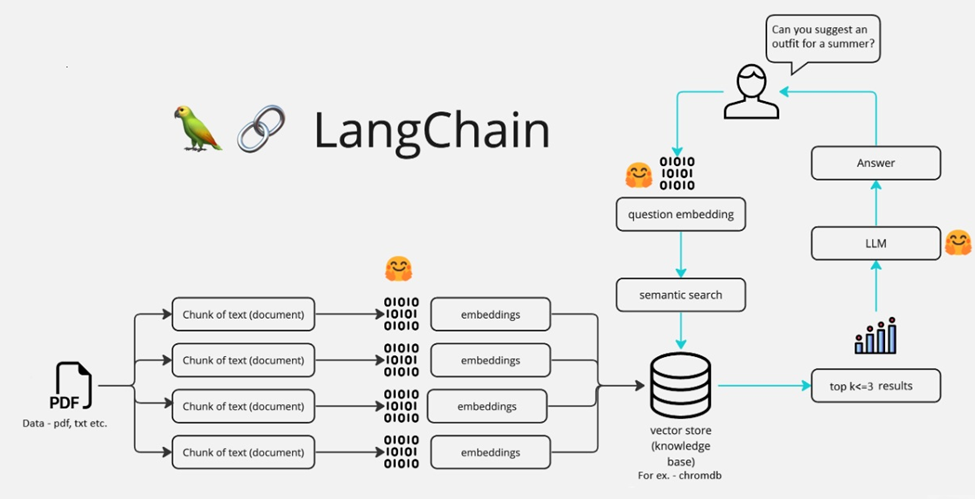 Can you suggest an
outfit for a summer?
LangChain
01010
10101
01010
question embedding
semantic search
Answer
LLM
top k<=3 results
PDF
Data - pdf, txt etc.
Chunk of text (document)
01010
10101
01010
embeddings
Chunk of text (document)
01010
10101
01010
embeddings
Chunk of text (document)
01010
10101
01010
embeddings
Chunk of text (document)
01010
10101
01010
embeddings
vector store
(knowledge
base)
For ex. - chromdb